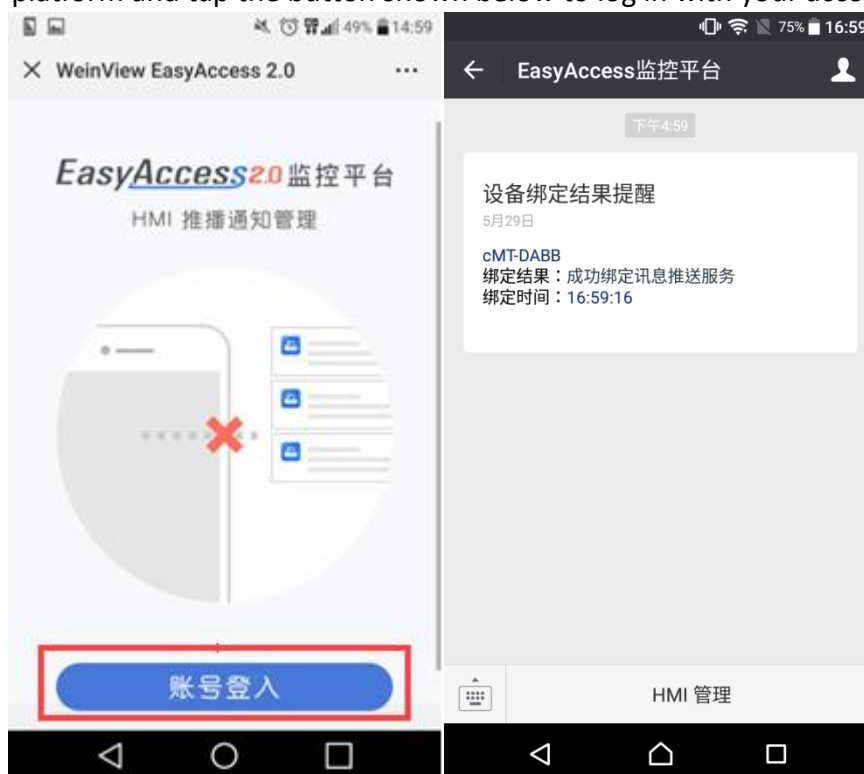 platform and tap the button shown below to log in with your
49% 14:59
WeinView EasyAccess 2.0
EasyAccess2.0监控平台
HMI 推播通知管理
账号登入
75% 16:59
EasyAccess监控平台
下午4:59
设备绑定结果提醒
5月29日
cMT-DABB
绑定结果：成功绑定讯息推送服务
绑定时间：16:59:16
HMI 管理